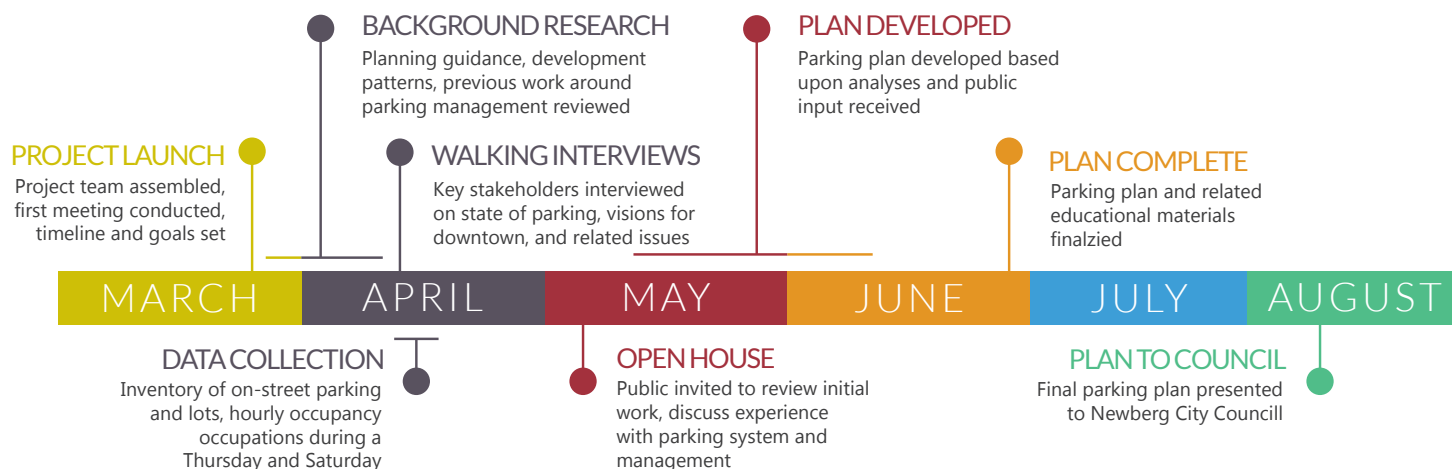 BACKGROUND RESEARCH
Planning guidance, development
patterns, previous work around
parking management reviewed
PLAN DEVELOPED
Parking plan developed based
upon analyses and public
input received
PROJECT LAUNCH
Project team assembled,
first meeting conducted,
timeline and goals set
WALKING INTERVIEWS
Key stakeholders interviewed
on state of parking, visions for
downtown, and related issues
PLAN COMPLETE
Parking plan and related
educational materials
finalzied
MARCH
APRIL
MAY
JUNE
JULY
AUGUST
DATA COLLECTION
Inventory of on-street parking
and lots, hourly occupancy
occupations during a
Thursday and Saturday
OPEN HOUSE
Public invited to review initial
work, discuss experience
with parking system and
management
PLAN TO COUNCIL
Final parking plan presented
to Newberg City Councill